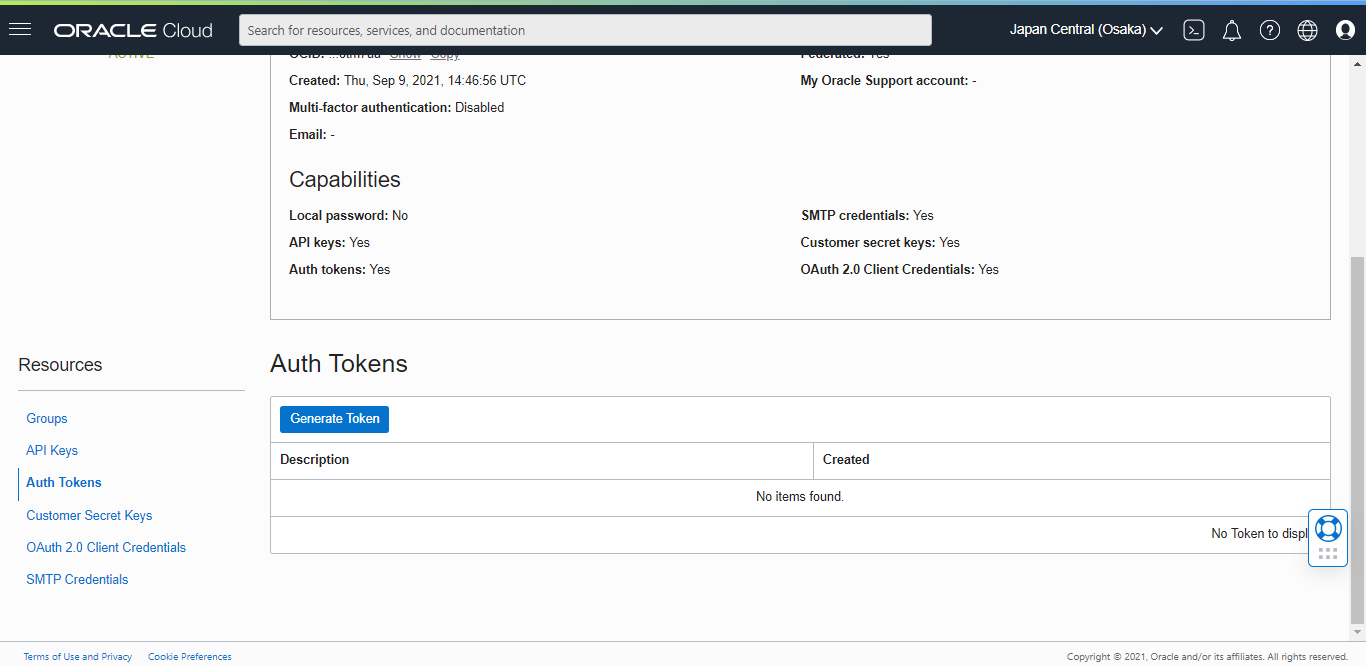 ORACLE Cloud
Search for resources, services, and documentation
Japan Central (Osaka)
ACTIVE
Show Copy
Federated: Yes
Created: Thu, Sep 9, 2021, 14:46:56 UTC
My Oracle Support account: -
Multi-factor authentication: Disabled
Email: -
Capabilities
Local password: No
SMTP credentials: Yes
API keys: Yes
Customer secret keys: Yes
Auth tokens: Yes
OAuth 2.0 Client Credentials: Yes
Resources
Groups
API Keys
Auth Tokens
Customer Secret Keys
OAuth 2.0 Client Credentials
SMTP Credentials
Auth Tokens
Generate Token
Description
Created
No items found.
No Token to displ
Terms of Use and Privacy
Cookie Preferences
Copyright © 2021, Oracle and/or its affiliates. All rights reserved.